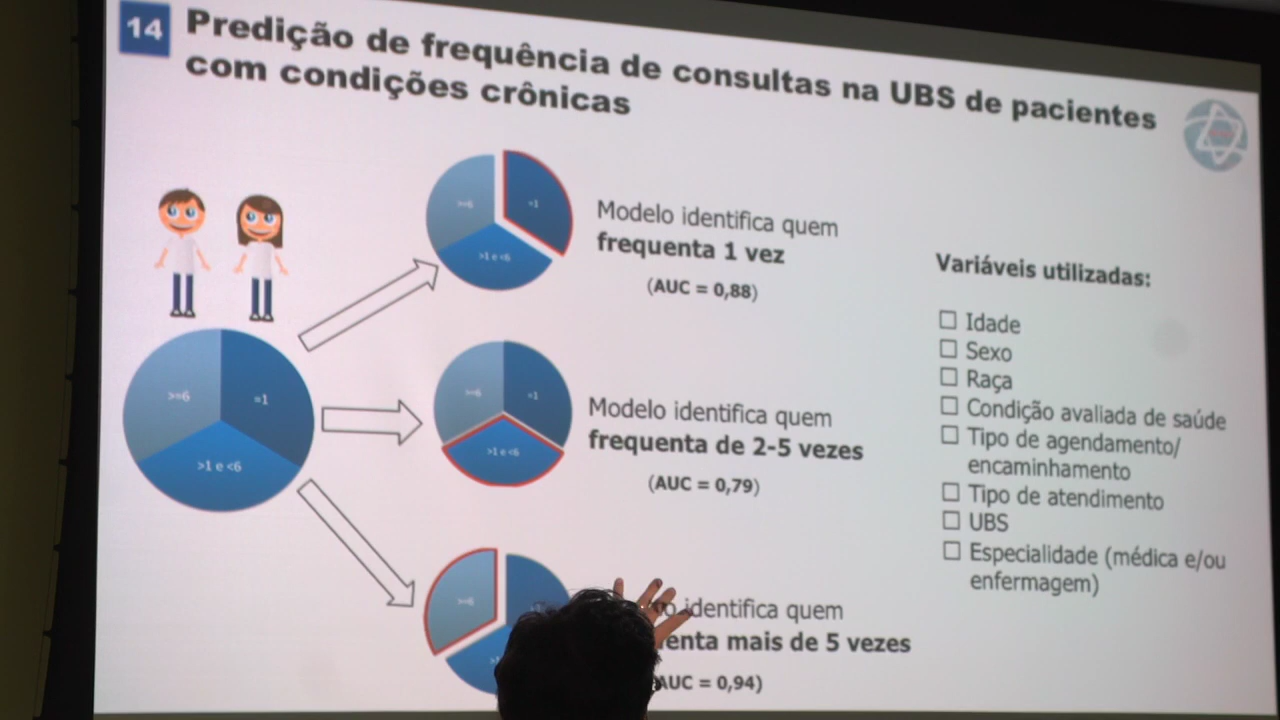 14
Predição de frequência de consultas na UBS de pacientes
com condições crônicas
>=6
=1
>1 e <6
>=6
=1
>1 e <6
Modelo identifica quem
frequenta 1 vez
(AUC = 0,88)
>=6
=1
>1 e <6
Modelo identifica quem
frequenta de 2-5 vezes
(AUC = 0,79)
>=6
identifica quem
mais de 5 vezes
AUC = 0,94)
Variáveis utilizadas:
☐ Idade
☐ Sexo
☐ Raça
☐ Condição avaliada de saúde
☐ Tipo de agendamento/
encaminhamento
☐ Tipo de atendimento
☐ UBS
☐ Especialidade (médica e/ou
enfermagem)